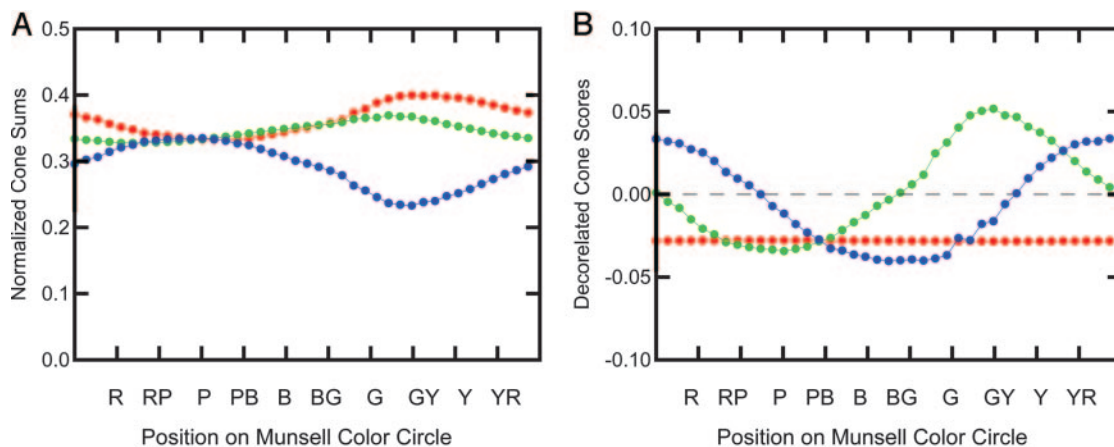 A
Normalized Cone Sums
0.5
0.4
0.3
0.2
0.0
R RP P PB B BG G GY Y YR
Position on Munsell Color Circle
B
Decorelated Cone Scores
0.10
0.05
0.00
-0.05
-0.10
R RP P PB B BG G GY Y YR
Position on Munsell Color Circle